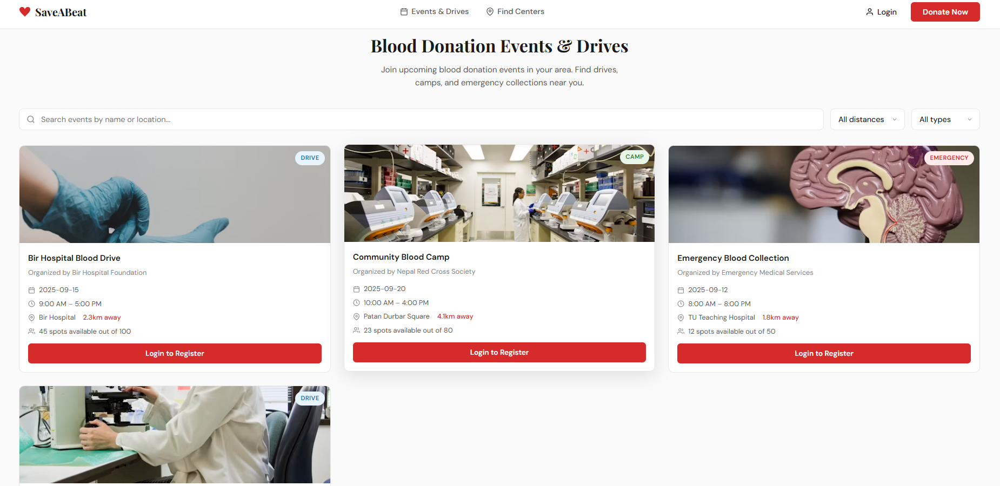 SaveABeat
Events & Drives
Find Centers
Login
Donate Now
Blood Donation Events & Drives
Join upcoming blood donation events in your area. Find drives,
camps, and emergency collections near you.
Search events by name or location...
All distances
All types
DRIVE
Bir Hospital Blood Drive
Organized by Bir Hospital Foundation
2025-09-15
9:00 AM – 5:00 PM
Bir Hospital 2.3km away
45 spots available out of 100
Login to Register
CAMP
Community Blood Camp
Organized by Nepal Red Cross Society
2025-09-20
10:00 AM – 4:00 PM
Patan Durbar Square 4.1km away
23 spots available out of 80
Login to Register
EMERGENCY
Emergency Blood Collection
Organized by Emergency Medical Services
2025-09-12
8:00 AM – 8:00 PM
TU Teaching Hospital 1.8km away
12 spots available out of 50
Login to Register
DRIVE